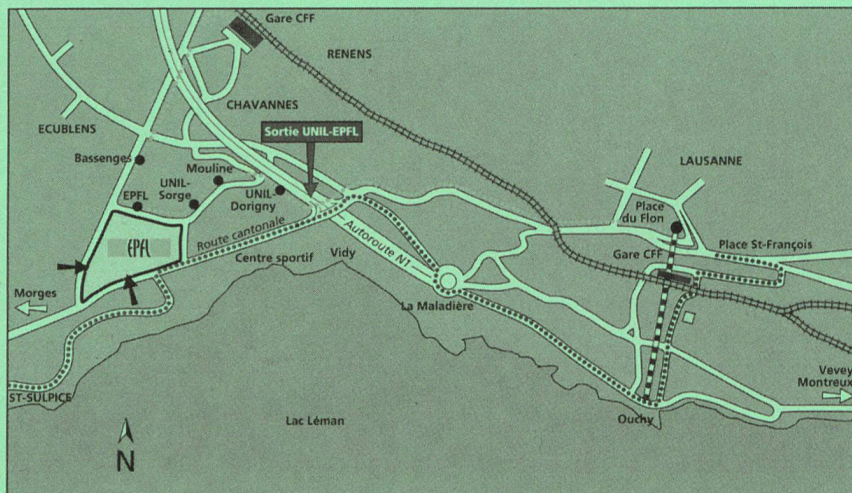 Gare CFF
RENENS
CHAVANNES
ECUBLENS
Sortie UNIL-EPFL
Bassenges
Mouline
UNIL-
Sorge
EPFL
UNIL-
Dorigny
LAUSANNE
Place
du Flon
Gare CFF
Place St-François
EPFL
Route cantonale
Centre sportif
Vidy
Autoroute N1
La Maladière
Morges
ST-SULPICE
Vevey
Montreux
Ouchy
Lac Léman
N